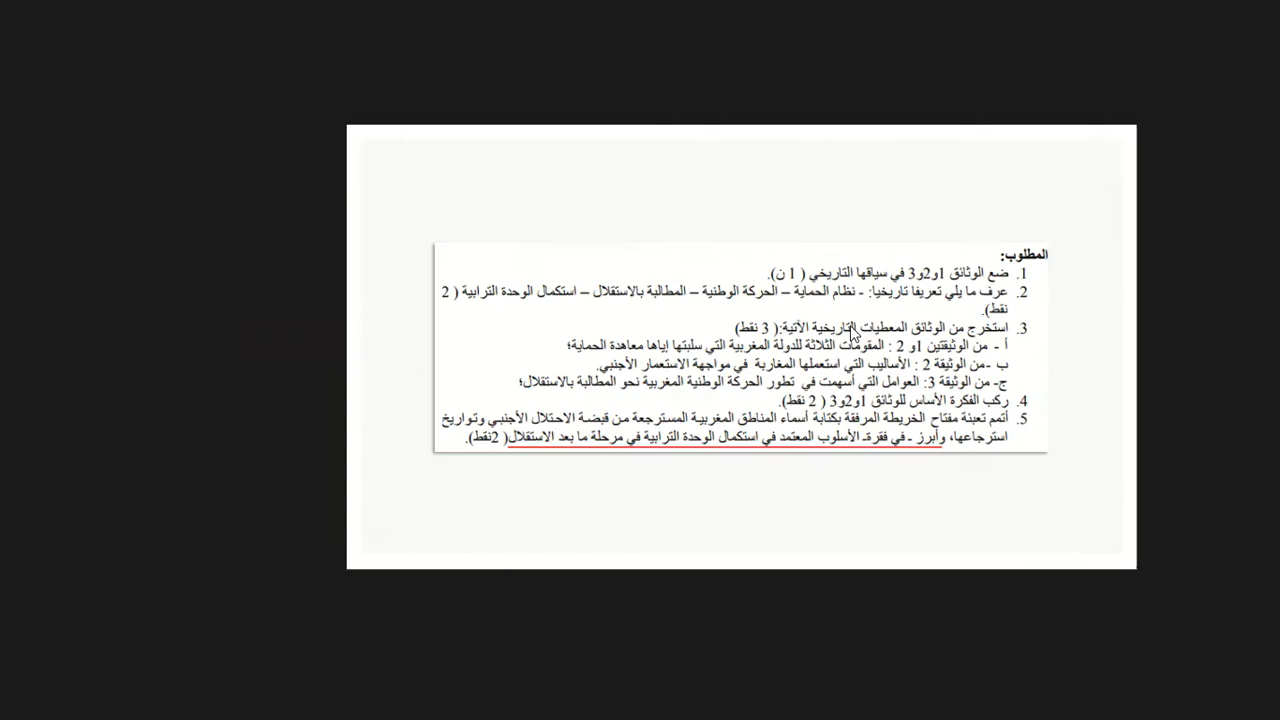 المطلوب:
1. ضع الوثائق 1و2و3 في سياقها التاريخي ( 1 ن).
2. عرف ما يلي تعريفا تاريخيا: - نظام الحماية – الحركة الوطنية – المطالبة بالاستقلال – استكمال الوحدة الترابية ( 2
نقط).
3. استخرج من الوثائق المعطيات التاريخية الآتية:( 3 نقط)
أ - من الوثيقتين 1و 2 : المقومات الثلاثة للدولة المغربية التي سلبتها إياها معاهدة الحماية؛
ب -من الوثيقة 2 : الأساليب التي استعملها المغاربة في مواجهة الاستعمار الأجنبي.
ج- من الوثيقة 3: العوامل التي أسهمت في تطور الحركة الوطنية المغربية نحو المطالبة بالاستقلال؛
4. ركب الفكرة الأساس للوثائق 1و2و3 ( 2 نقط).
5. أتمم تعبئة مفتاح الخريطة المرفقة بكتابة أسماء المناطق المغربية المسترجعة من قبضة الاحتلال الأجنبي وتواريخ
استرجاعها، وأبرز ـ في فقرةـ الأسلوب المعتمد في استكمال الوحدة الترابية في مرحلة ما بعد الاستقلال( 2نقط).